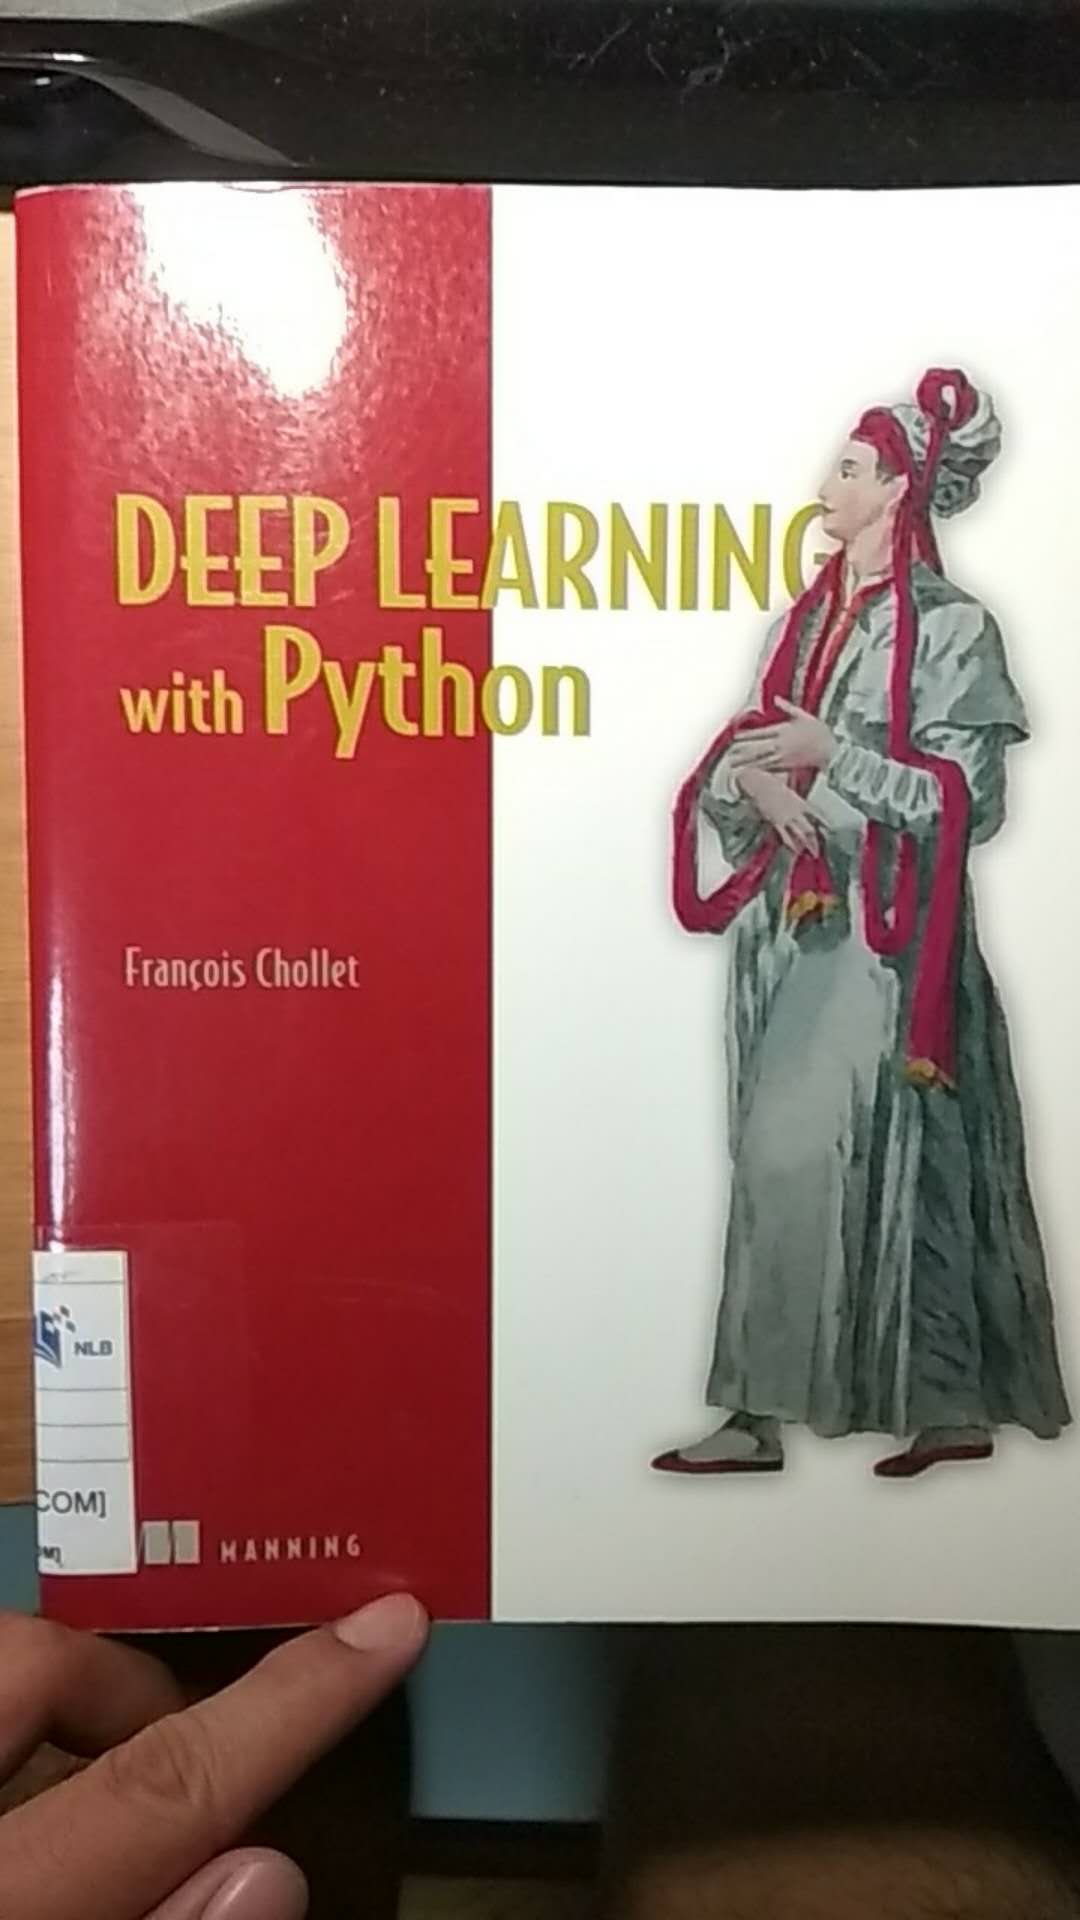 DEEP LEARNING
with Python
François Chollet
NLB
COM]
M]
MANNING